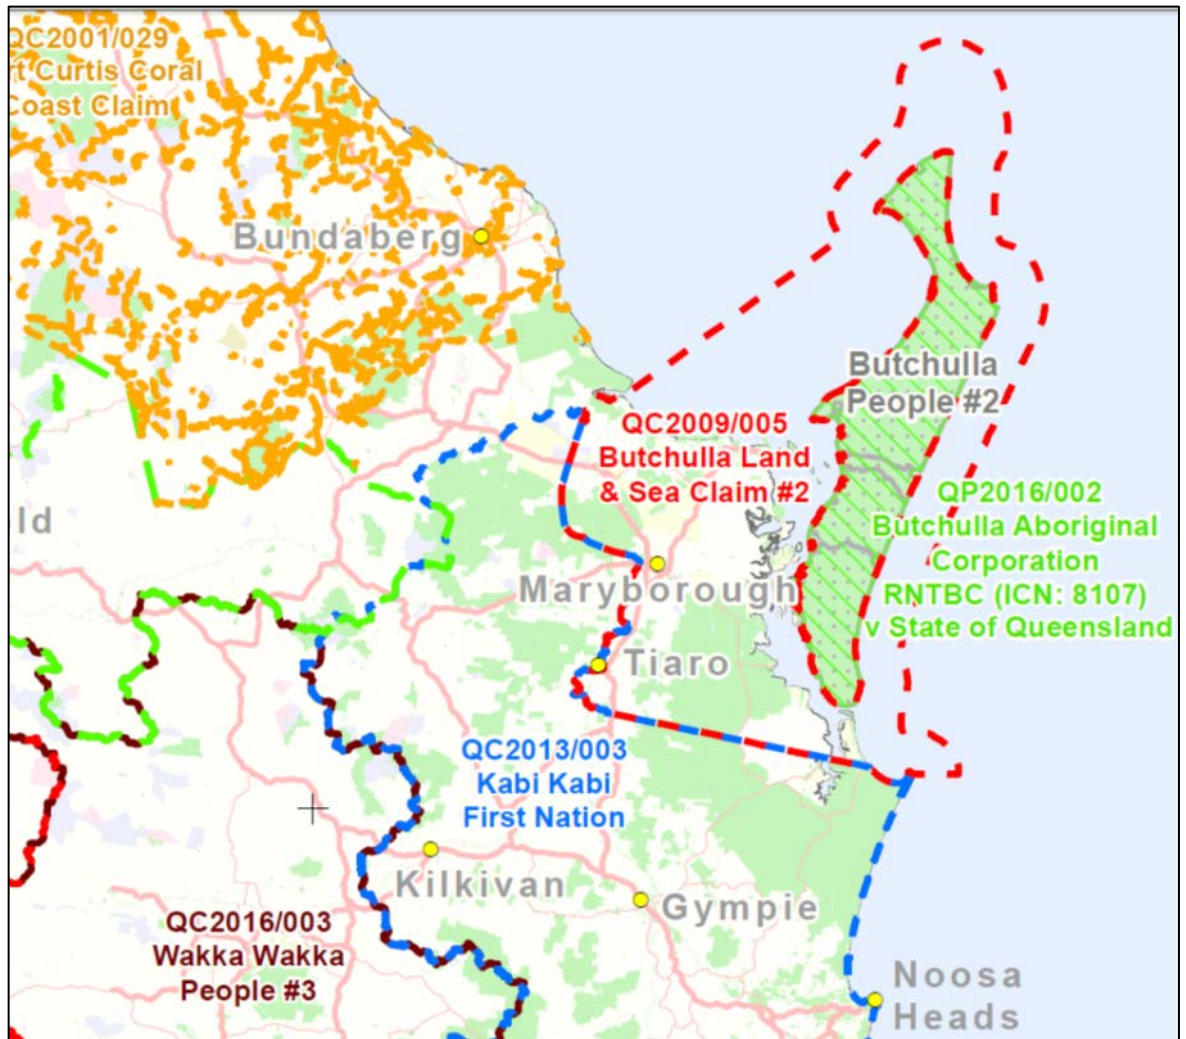 QC2001/029
rt Curtis Coral
Coast Claim
Bundaberg
Butchulla
People #2
QC2009/005
Butchulla Land
& Sea Claim #2
QP2016/002
Butchulla Aboriginal
Corporation
RNTBC (ICN: 8107)
v State of Queensland
ld
Maryborough
Tiaro
QC2013/003
Kabi Kabi
First Nation
Kilkivan
Gympie
QC2016/003
Wakka Wakka
People #3
Noosa
Heads